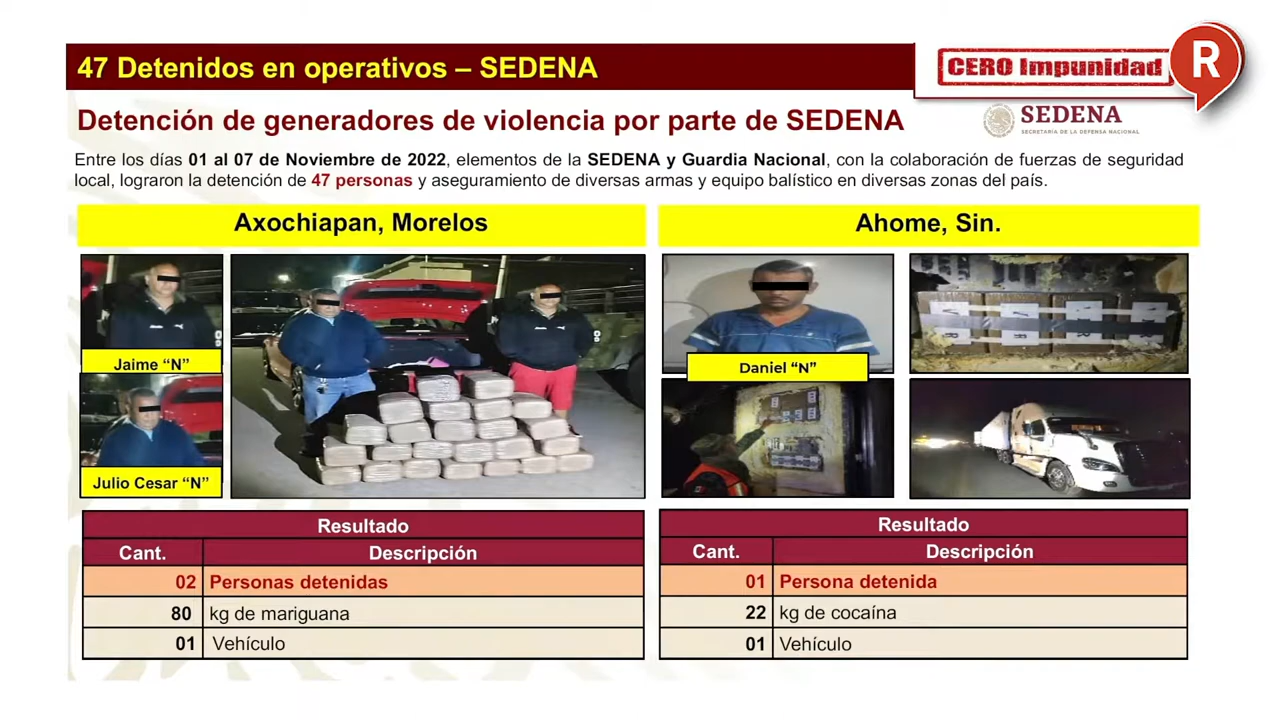 47 Detenidos en operativos – SEDENA
CERO Impunidad
R
Detención de generadores de violencia por parte de SEDENA
SEDENA
SECRETARÍA DE LA DEFENSA NACIONAL
Entre los días 01 al 07 de Noviembre de 2022, elementos de la SEDENA y Guardia Nacional, con la colaboración de fuerzas de seguridad
local, lograron la detención de 47 personas y aseguramiento de diversas armas y equipo balístico en diversas zonas del país.
Axochiapan, Morelos
Jaime “N”
Julio Cesar “N”
Resultado
Cant. Descripción
02 Personas detenidas
80 kg de mariguana
01 Vehículo
Ahome, Sin.
Daniel “N”
Resultado
Cant. Descripción
01 Persona detenida
22 kg de cocaína
01 Vehículo